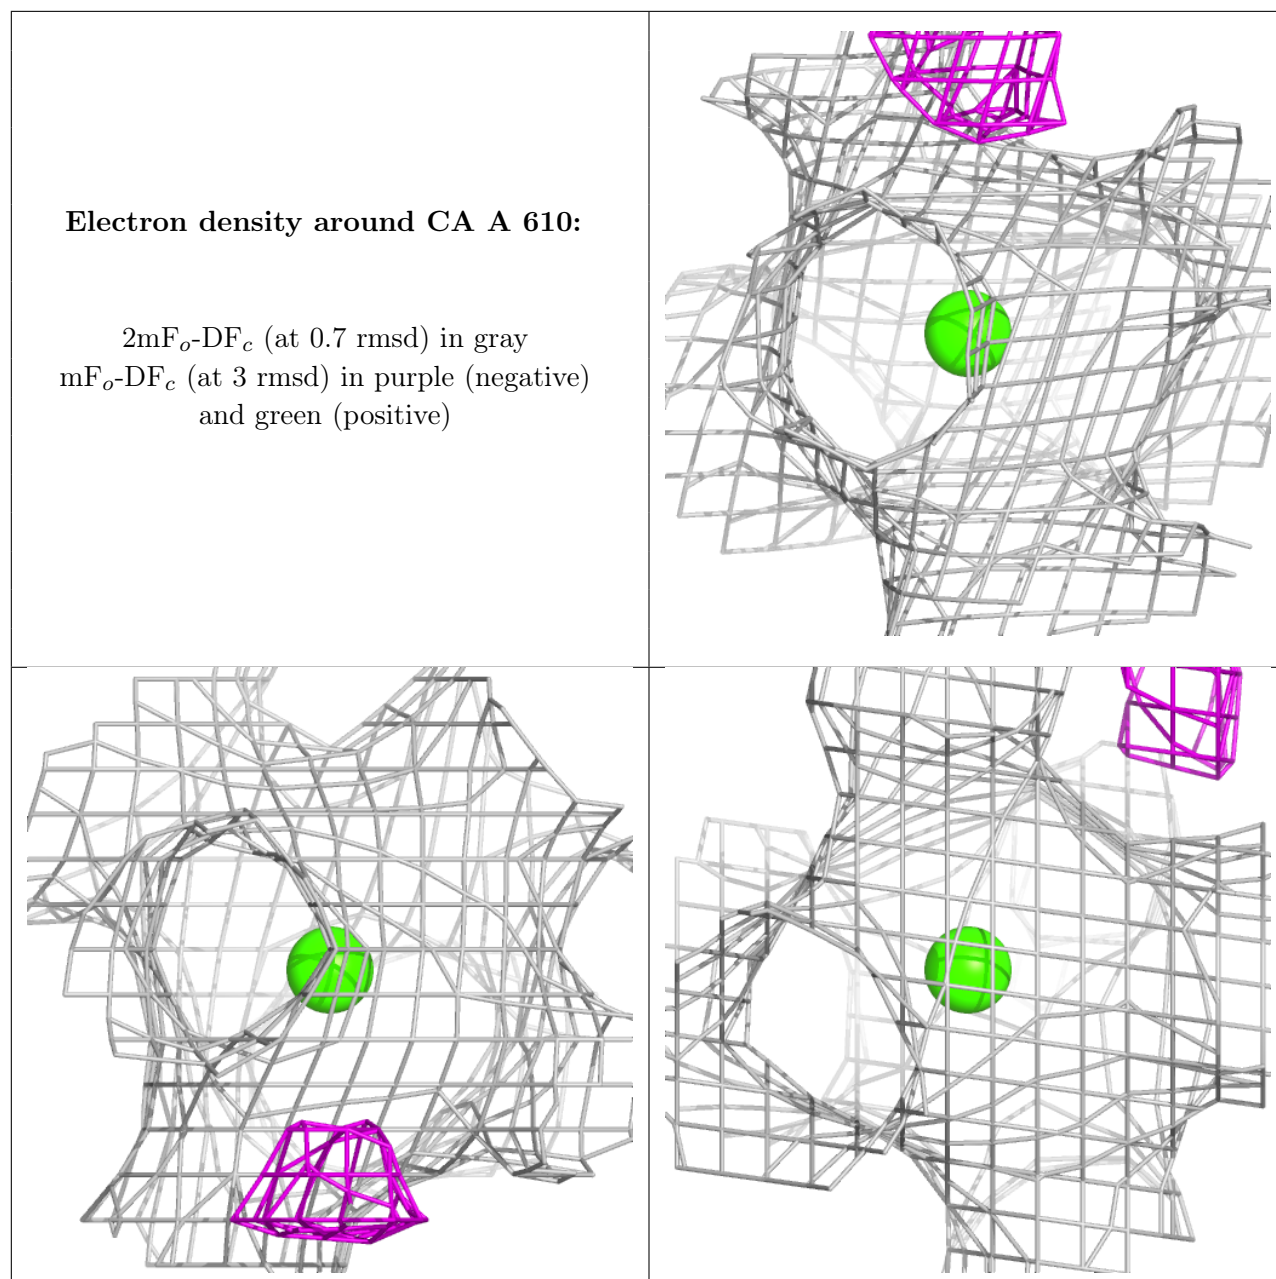 Electron density around CA A 610:
2mFo-DFc (at 0.7 rmsd) in gray
mFo-DFc (at 3 rmsd) in purple (negative)
and green (positive)